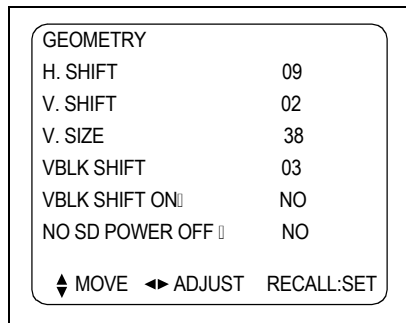 GEOMETRY
H. SHIFT 09
V. SHIFT 02
V. SIZE 38
VBLK SHIFT 03
VBLK SHIFT ON▯ NO
NO SD POWER OFF ▯ NO
▲▼ MOVE ◄► ADJUST RECALL:SET